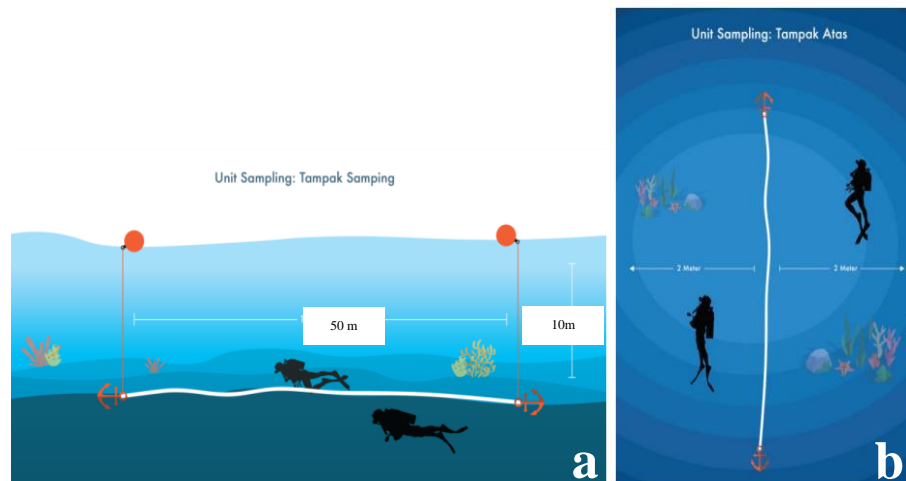 Unit Sampling: Tampak Samping
50 m
10m
a
Unit Sampling: Tampak Atas
2 Meter
2 Meter
b